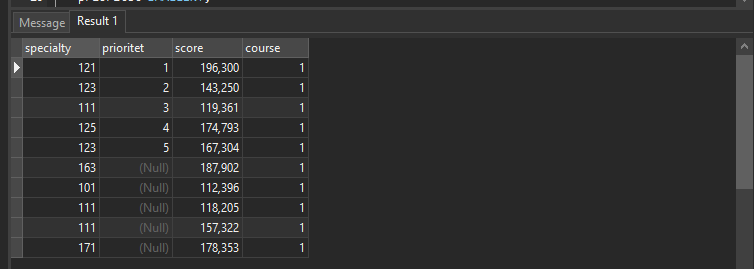 Message Result 1
specialty prioritet score course
121 1 196,300 1
123 2 143,250 1
111 3 119,361 1
125 4 174,793 1
123 5 167,304 1
163 (Null) 187,902 1
101 (Null) 112,396 1
111 (Null) 118,205 1
111 (Null) 157,322 1
171 (Null) 178,353 1